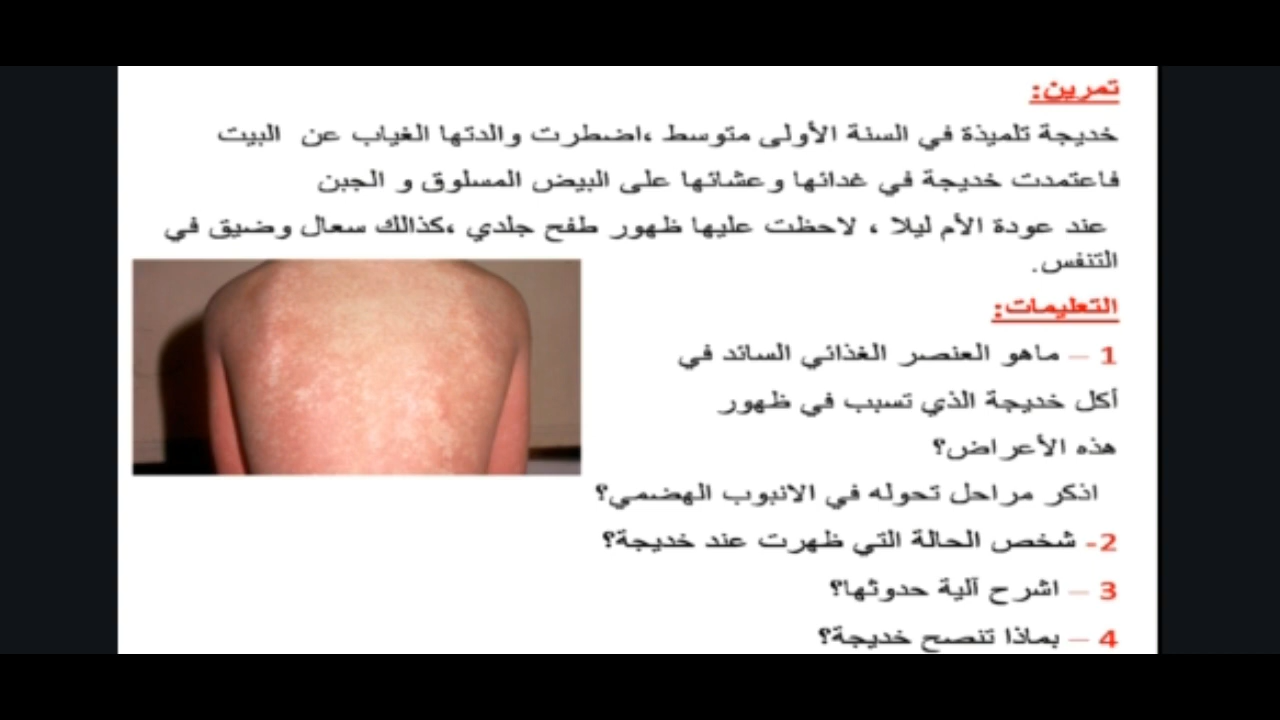 تمرين:
خديجة تلميذة في السنة الأولى متوسط ،اضطرت والدتها الغياب عن البيت
فاعتمدت خديجة في غدائها وعشائها على البيض المسلوق و الجبن
عند عودة الأم ليلا ، لاحظت عليها ظهور طفح جلدي ،كذالك سعال وضيق في
التنفس.
التعليمات:
1 – ماهو العنصر الغذائي السائد في
أكل خديجة الذي تسبب في ظهور
هذه الأعراض؟
اذكر مراحل تحوله في الانبوب الهضمي؟
2- شخص الحالة التي ظهرت عند خديجة؟
3 – اشرح آلية حدوثها؟
4 – بماذا تنصح خديجة؟